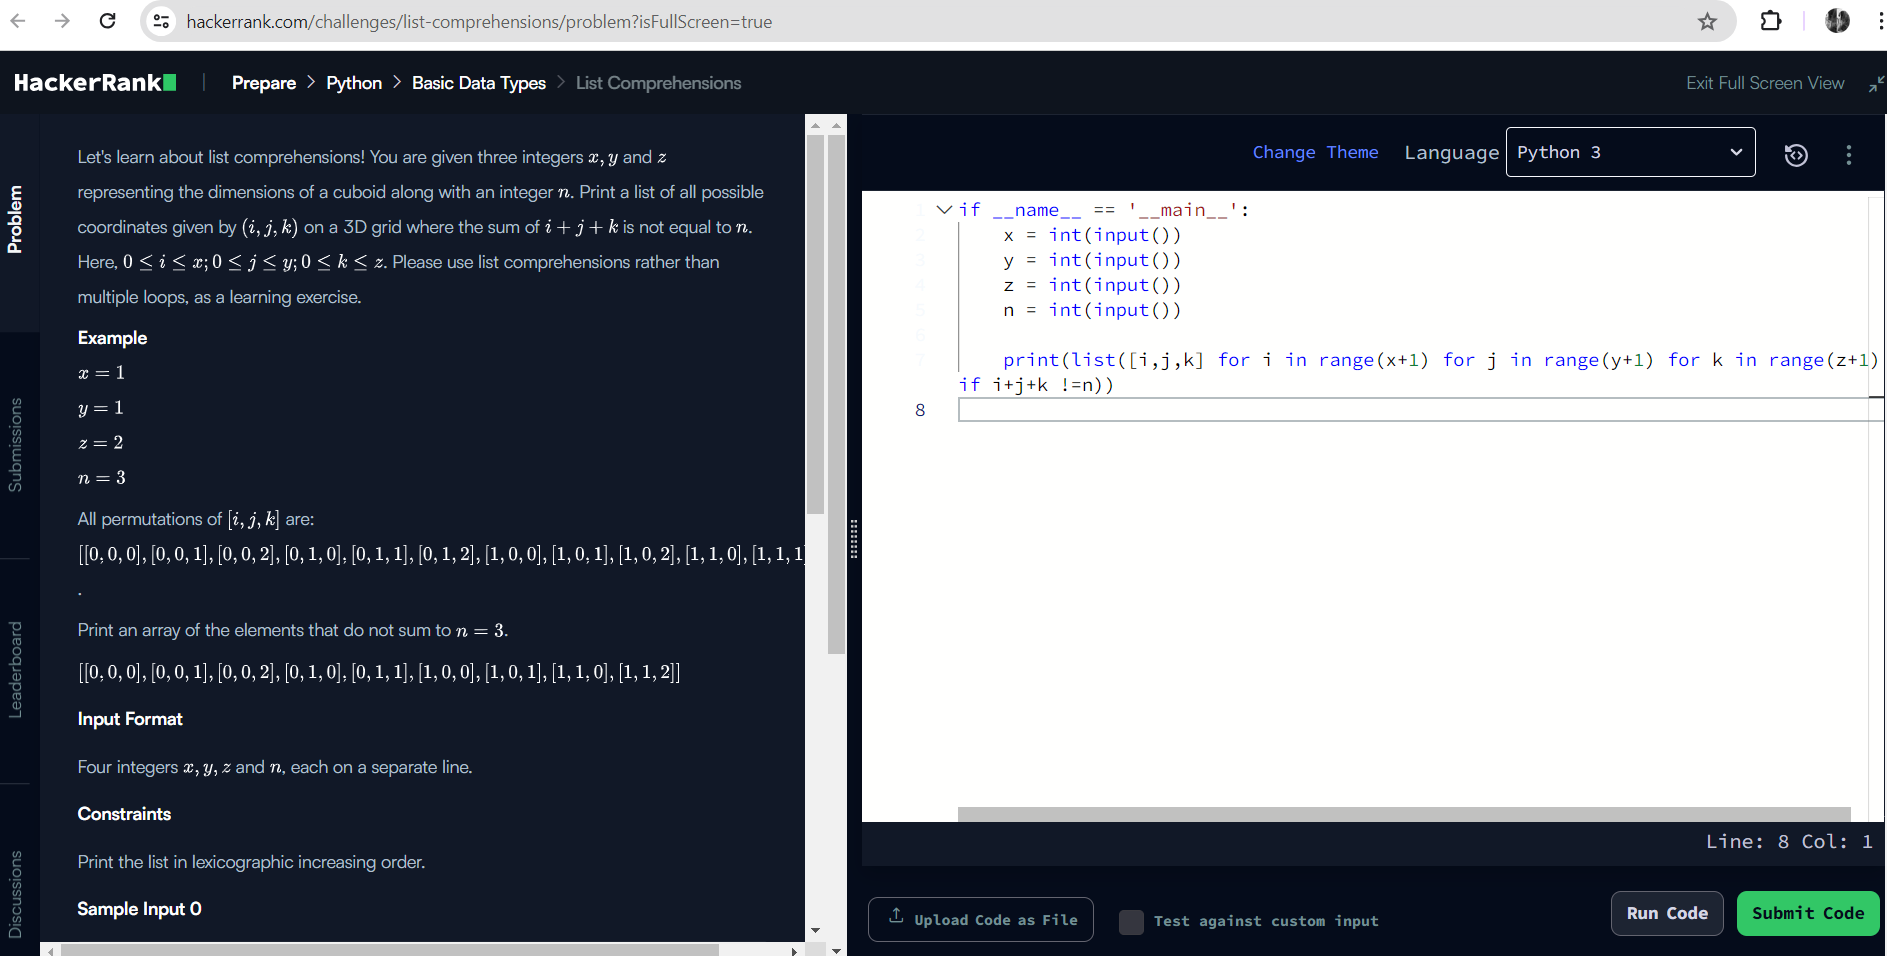 hackerrank.com/challenges/list-comprehensions/problem?isFullScreen=true
HackerRank | Prepare > Python > Basic Data Types > List Comprehensions
Exit Full Screen View
Problem
Submissions
Leaderboard
Discussions
Let's learn about list comprehensions! You are given three integers x, y and z
representing the dimensions of a cuboid along with an integer n. Print a list of all possible
coordinates given by (i, j, k) on a 3D grid where the sum of i + j + k is not equal to n.
Here, 0 ≤ i ≤ x; 0 ≤ j ≤ y; 0 ≤ k ≤ z. Please use list comprehensions rather than
multiple loops, as a learning exercise.
Example
x = 1
y = 1
z = 2
n = 3
All permutations of [i, j, k] are:
[[0, 0, 0], [0, 0, 1], [0, 0, 2], [0, 1, 0], [0, 1, 1], [0, 1, 2], [1, 0, 0], [1, 0, 1], [1, 0, 2], [1, 1, 0], [1, 1, 1]
.
Print an array of the elements that do not sum to n = 3.
[[0, 0, 0], [0, 0, 1], [0, 0, 2], [0, 1, 0], [0, 1, 1], [1, 0, 0], [1, 0, 1], [1, 1, 0], [1, 1, 2]]
Input Format
Four integers x, y, z and n, each on a separate line.
Constraints
Print the list in lexicographic increasing order.
Sample Input 0
Change Theme Language Python 3
1 if __name__ == '__main__':
2 x = int(input())
3 y = int(input())
4 z = int(input())
5 n = int(input())
6
7 print(list([i,j,k] for i in range(x+1) for j in range(y+1) for k in range(z+1)
if i+j+k !=n))
8
Line: 8 Col: 1
Upload Code as File
Test against custom input
Run Code
Submit Code